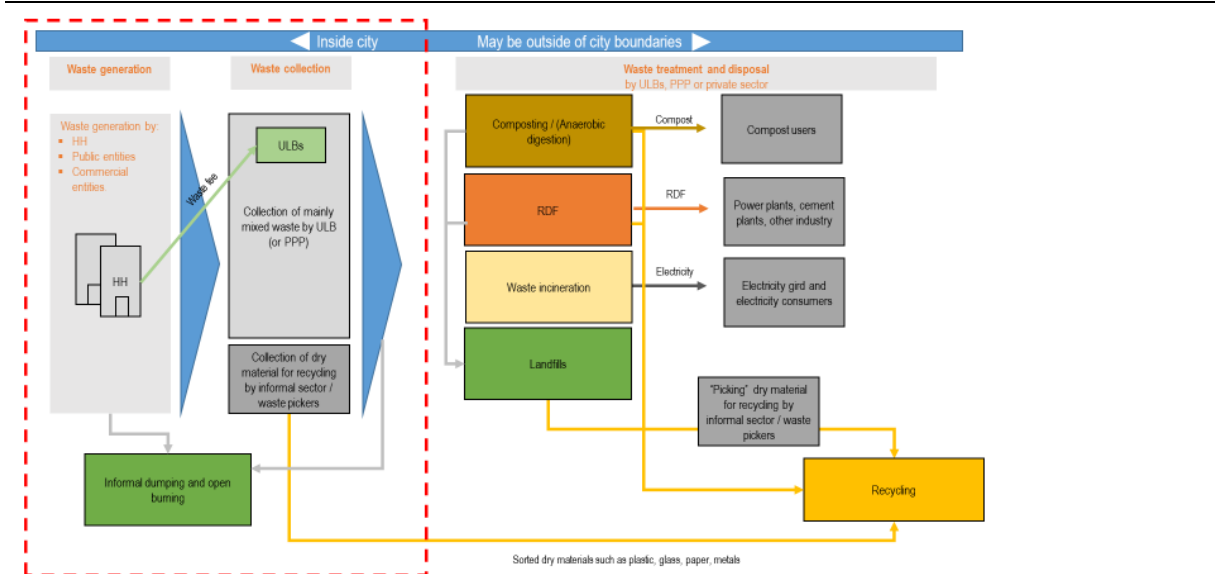 Inside city
May be outside of city boundaries
Waste generation
Waste collection
Waste treatment and disposal
by ULBs, PPP or private sector
Waste generation by:
▪ HH
▪ Public entities
▪ Commercial
entities
Waste fee
HH
ULBs
Collection of mainly
mixed waste by ULB
(or PPP)
Collection of dry
material for recycling
by informal sector /
waste pickers
Informal dumping and open
burning
Composting / (Anaerobic
digestion)
Compost
Compost users
RDF
RDF
Power plants, cement
plants, other industry
Waste incineration
Electricity
Electricity gird and
electricity consumers
Landfills
"Picking" dry material
for recycling by
informal sector / waste
pickers
Recycling
Sorted dry materials such as plastic, glass, paper, metals